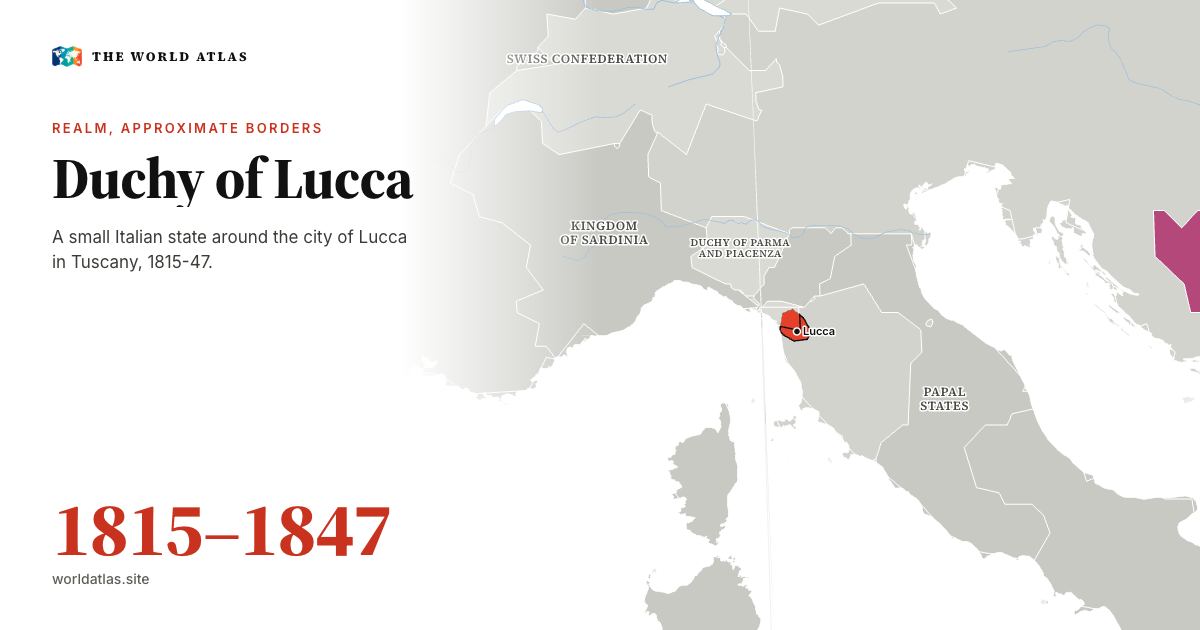 THE WORLD ATLAS
REALM, APPROXIMATE BORDERS
Duchy of Lucca
A small Italian state around the city of Lucca
in Tuscany, 1815-47.
1815–1847
worldatlas.site
SWISS CONFEDERATION
KINGDOM
OF SARDINIA
DUCHY OF PARMA
AND PIACENZA
Lucca
PAPAL
STATES